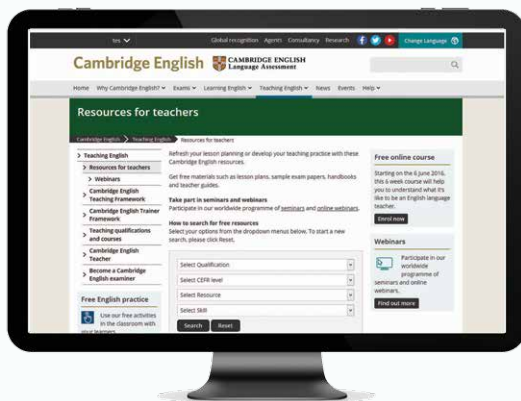 Global recognition Agents Consultancy Research Change Language
Cambridge English CAMBRIDGE ENGLISH
Language Assessment
Home Why Cambridge English? Exams Learning English Teaching English News Events Help
Resources for teachers
Cambridge English Teaching English Resources for teachers
Teaching English
Resources for teachers
Webinars
Cambridge English
Teaching Framework
Cambridge English Trainer
Framework
Teaching qualifications
and courses
Cambridge English
Teacher
Become a Cambridge
English examiner
Free English practice
Use our free activities
in the classroom with
your learners
Refresh your lesson planning or develop your teaching practice with these
Cambridge English resources.
Get free materials such as lesson plans, sample exam papers, handbooks
and teacher guides.
Take part in seminars and webinars
Participate in our worldwide programme of seminars and online webinars.
How to search for free resources
Select your options from the dropdown menus below. To start a new
search, please click Reset.
Select Qualification
Select CEFR level
Select Resource
Select Skill
Search Reset
Free online course
Starting on the 6 June 2016,
this 6-week course will help
you to understand what it's
like to be an English language
teacher.
Enrol now
Webinars
Participate in our
worldwide
programme of
seminars and online
webinars.
Find out more